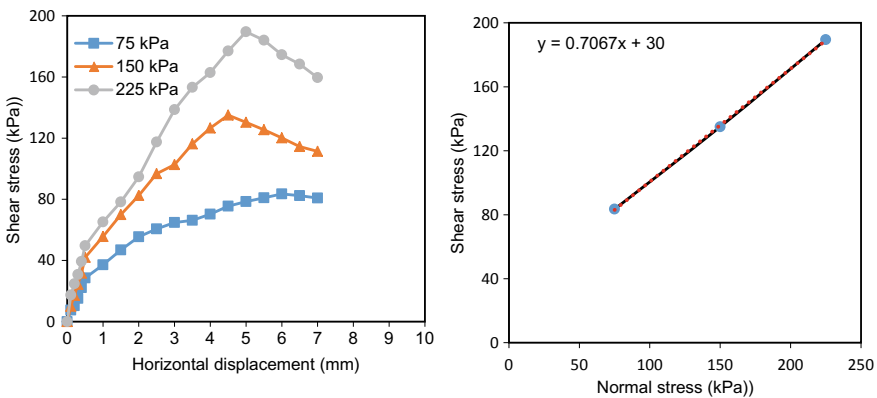 200
160
120
80
40
0
Shear stress (kPa))
75 kPa
150 kPa
225 kPa
0 1 2 3 4 5 6 7 8 9 10
Horizontal displacement (mm)
200
160
120
80
40
0
Shear stress (kPa)
y = 0.7067x + 30
0 50 100 150 200 250
Normal stress (kPa))